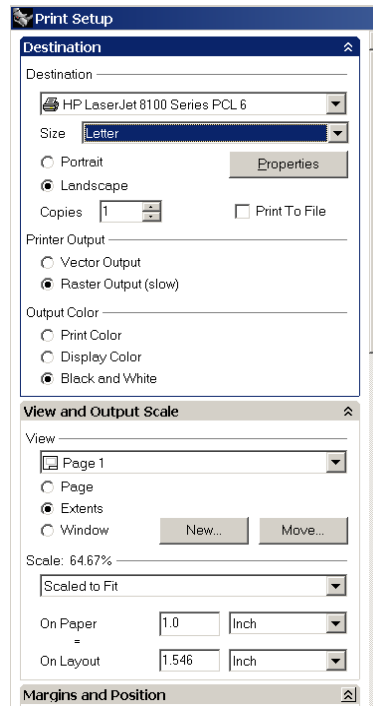 Print Setup
Destination
Destination
HP LaserJet 8100 Series PCL 6
Size Letter
Portrait Properties
Landscape
Copies 1 Print To File
Printer Output
Vector Output
Raster Output (slow)
Output Color
Print Color
Display Color
Black and White
View and Output Scale
View
Page 1
Page
Extents
Window New... Move...
Scale: 64.67%
Scaled to Fit
On Paper 1.0 Inch
=
On Layout 1.546 Inch
Margins and Position